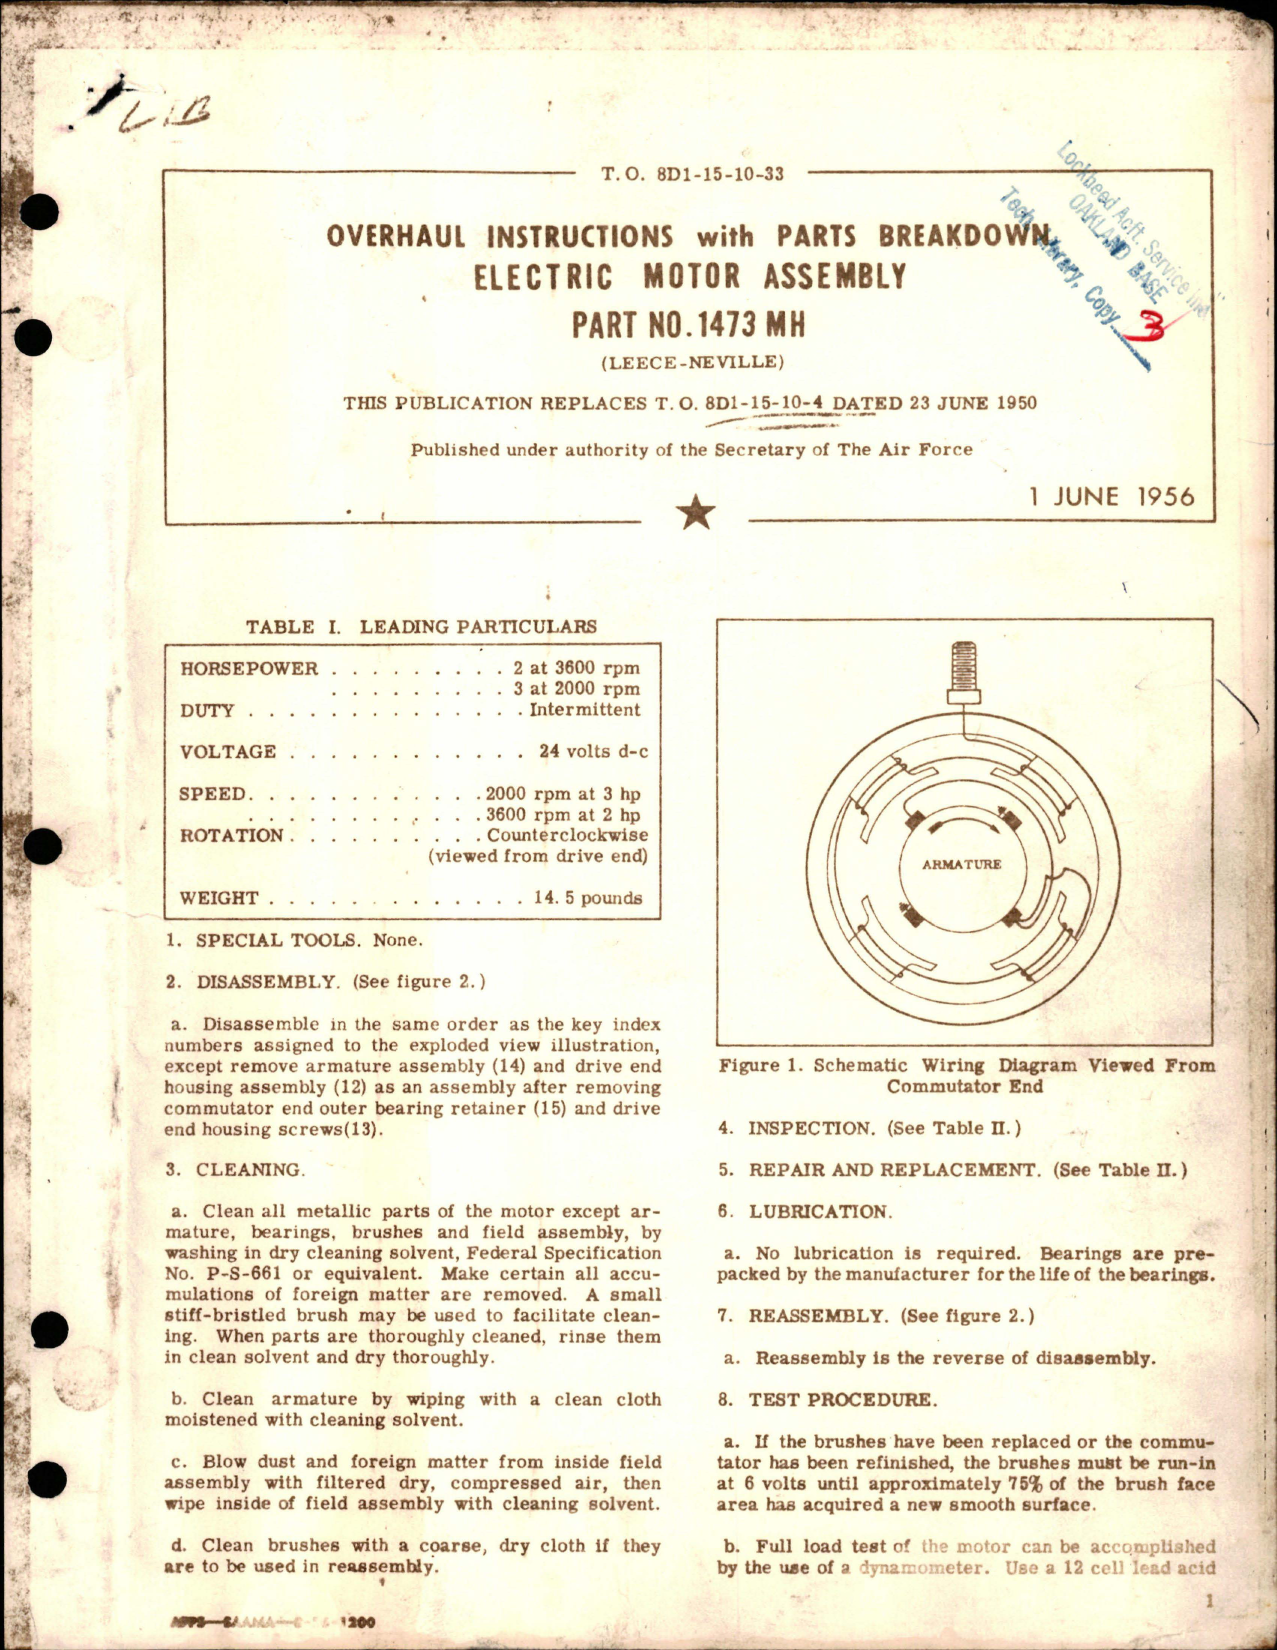 LIB
T. O. 8D1-15-10-33
OVERHAUL INSTRUCTIONS with PARTS BREAKDOWN
ELECTRIC MOTOR ASSEMBLY
PART NO. 1473 MH
(LEECE-NEVILLE)
THIS PUBLICATION REPLACES T. O. 8D1-15-10-4 DATED 23 JUNE 1950
Published under authority of the Secretary of The Air Force
1 JUNE 1956
Lockheed Acft. Service Inc
OAKLAND BASE
Tech. Library, Copy 3
TABLE I. LEADING PARTICULARS
HORSEPOWER . . . . . . . . . 2 at 3600 rpm
. . . . . . . . . 3 at 2000 rpm
DUTY . . . . . . . . . . . . . . Intermittent
VOLTAGE . . . . . . . . . . . . 24 volts d-c
SPEED. . . . . . . . . . . . 2000 rpm at 3 hp
. . . . . . . . . . . . 3600 rpm at 2 hp
ROTATION . . . . . . . . . . Counterclockwise
(viewed from drive end)
WEIGHT . . . . . . . . . . . . . 14. 5 pounds
1. SPECIAL TOOLS. None.
2. DISASSEMBLY. (See figure 2.)
a. Disassemble in the same order as the key index
numbers assigned to the exploded view illustration,
except remove armature assembly (14) and drive end
housing assembly (12) as an assembly after removing
commutator end outer bearing retainer (15) and drive
end housing screws(13).
3. CLEANING.
a. Clean all metallic parts of the motor except ar-
mature, bearings, brushes and field assembly, by
washing in dry cleaning solvent, Federal Specification
No. P-S-661 or equivalent. Make certain all accu-
mulations of foreign matter are removed. A small
stiff-bristled brush may be used to facilitate clean-
ing. When parts are thoroughly cleaned, rinse them
in clean solvent and dry thoroughly.
b. Clean armature by wiping with a clean cloth
moistened with cleaning solvent.
c. Blow dust and foreign matter from inside field
assembly with filtered dry, compressed air, then
wipe inside of field assembly with cleaning solvent.
d. Clean brushes with a coarse, dry cloth if they
are to be used in reassembly.
ARMATURE
Figure 1. Schematic Wiring Diagram Viewed From
Commutator End
4. INSPECTION. (See Table II.)
5. REPAIR AND REPLACEMENT. (See Table II.)
6. LUBRICATION.
a. No lubrication is required. Bearings are pre-
packed by the manufacturer for the life of the bearings.
7. REASSEMBLY. (See figure 2.)
a. Reassembly is the reverse of disassembly.
8. TEST PROCEDURE.
a. If the brushes have been replaced or the commu-
tator has been refinished, the brushes must be run-in
at 6 volts until approximately 75% of the brush face
area has acquired a new smooth surface.
b. Full load test of the motor can be accomplished
by the use of a dynamometer. Use a 12 cell lead acid
1
1200